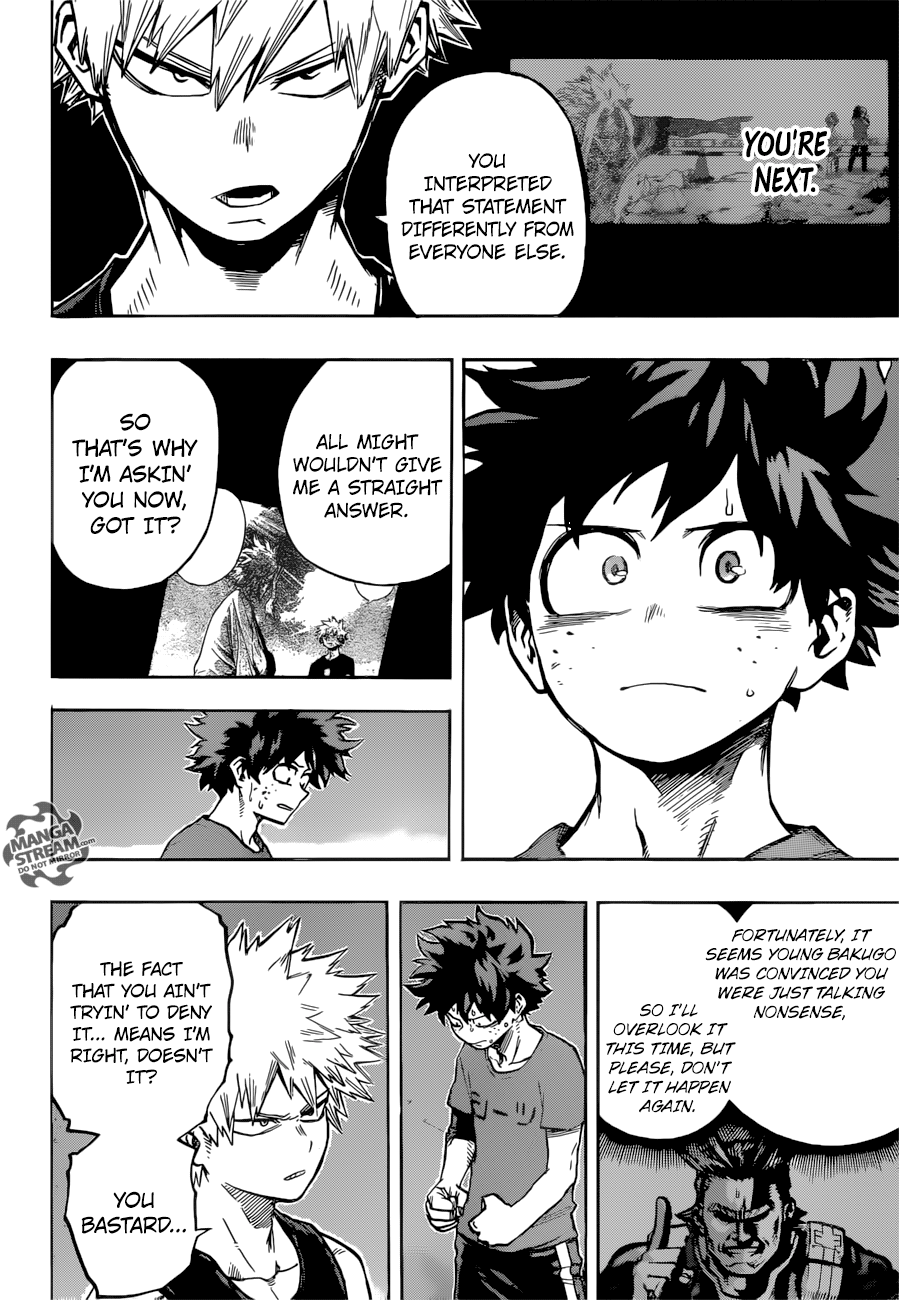 YOU'RE
NEXT.
YOU
INTERPRETED
THAT STATEMENT
DIFFERENTLY FROM
EVERYONE ELSE.
ALL MIGHT
WOULDN'T GIVE
ME A STRAIGHT
ANSWER.
SO
THAT'S WHY
I'M ASKIN'
YOU NOW,
GOT IT?
MANGA
STREAM.com
DO NOT MIRROR
FORTUNATELY, IT
SEEMS YOUNG BAKUGO
WAS CONVINCED YOU
WERE JUST TALKING
NONSENSE,
SO I'LL
OVERLOOK IT
THIS TIME, BUT
PLEASE, DON'T
LET IT HAPPEN
AGAIN.
THE FACT
THAT YOU AIN'T
TRYIN' TO DENY
IT... MEANS I'M
RIGHT, DOESN'T
IT?
YOU
BASTARD...